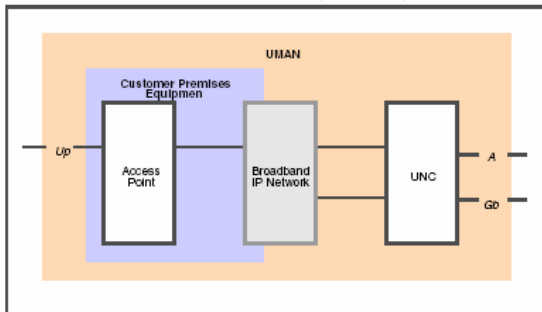 UMAN
Customer Premises
Equipmen
Up
Access
Point
Broadband
IP Network
UNC
A
Gb